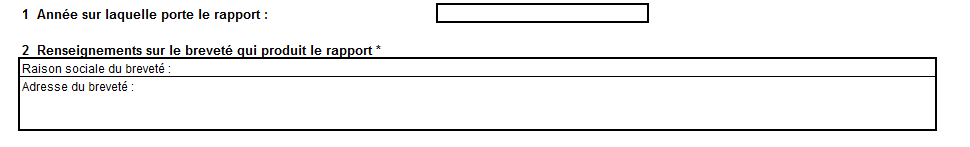 1 Année sur laquelle porte le rapport :
2 Renseignements sur le breveté qui produit le rapport *
Raison sociale du breveté :
Adresse du breveté :